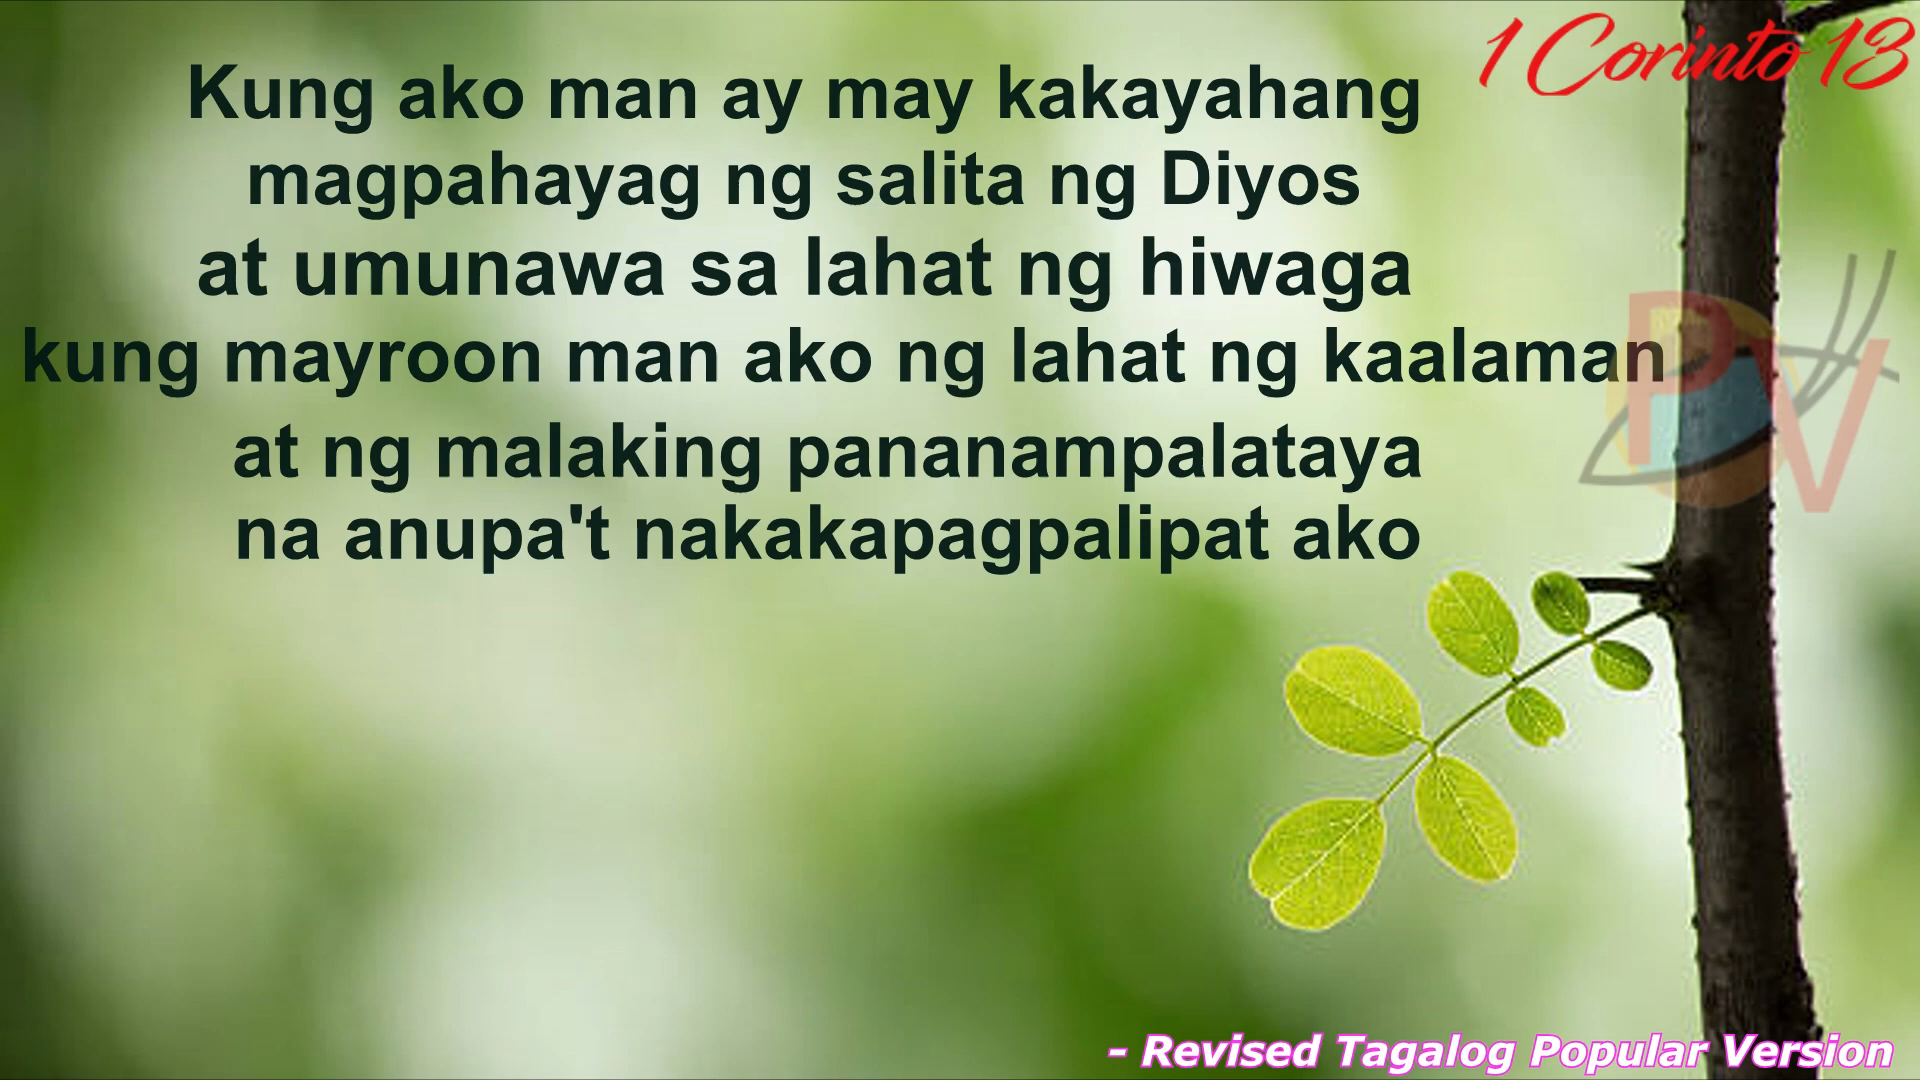 1 Corinto 13
Kung ako man ay may kakayahang
magpahayag ng salita ng Diyos
at umunawa sa lahat ng hiwaga
kung mayroon man ako ng lahat ng kaalaman
at ng malaking pananampalataya
na anupa't nakakapagpalipat ako
PV
- Revised Tagalog Popular Version